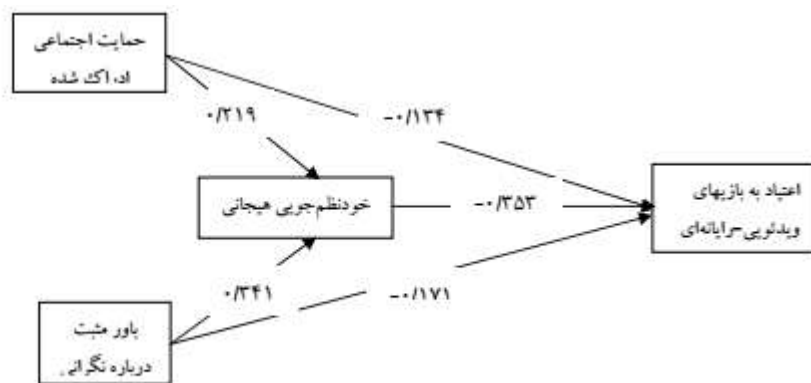 حمایت اجتماعی
ادراک شده
۰/۲۱۹
-۰/۱۳۴
خودنظم‌جویی هیجانی
-۰/۳۵۳
اعتیاد به بازیهای
ویدئویی-رایانه‌ای
۰/۳۴۱
-۰/۱۷۱
باور مثبت
درباره نگرانی